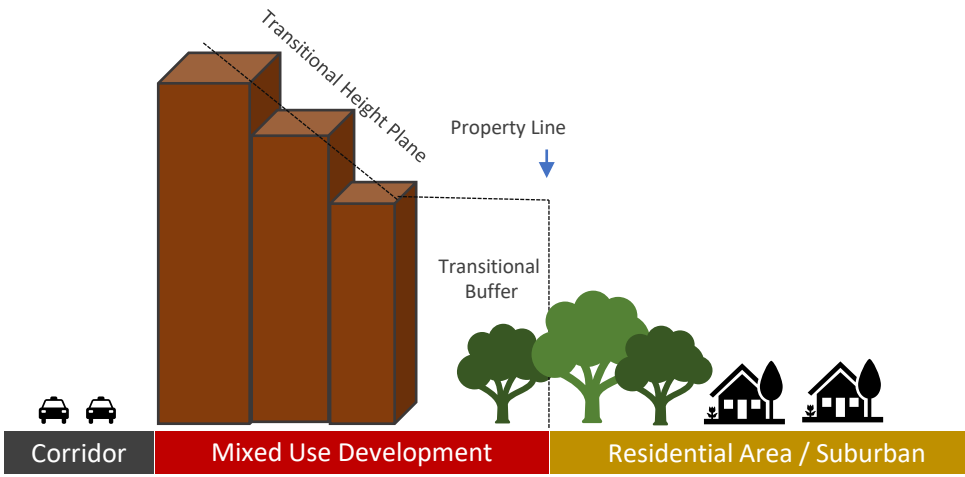 Transitional Height Plane
Property Line
Transitional
Buffer
Corridor
Mixed Use Development
Residential Area / Suburban